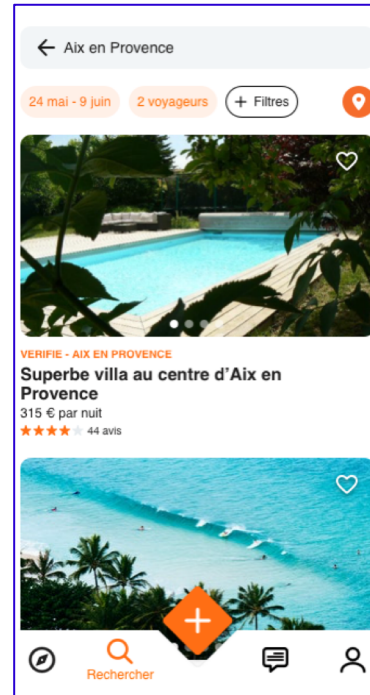 Aix en Provence
24 mai - 9 juin 2 voyageurs + Filtres
VERIFIE - AIX EN PROVENCE
Superbe villa au centre d’Aix en
Provence
315 € par nuit
44 avis
Rechercher